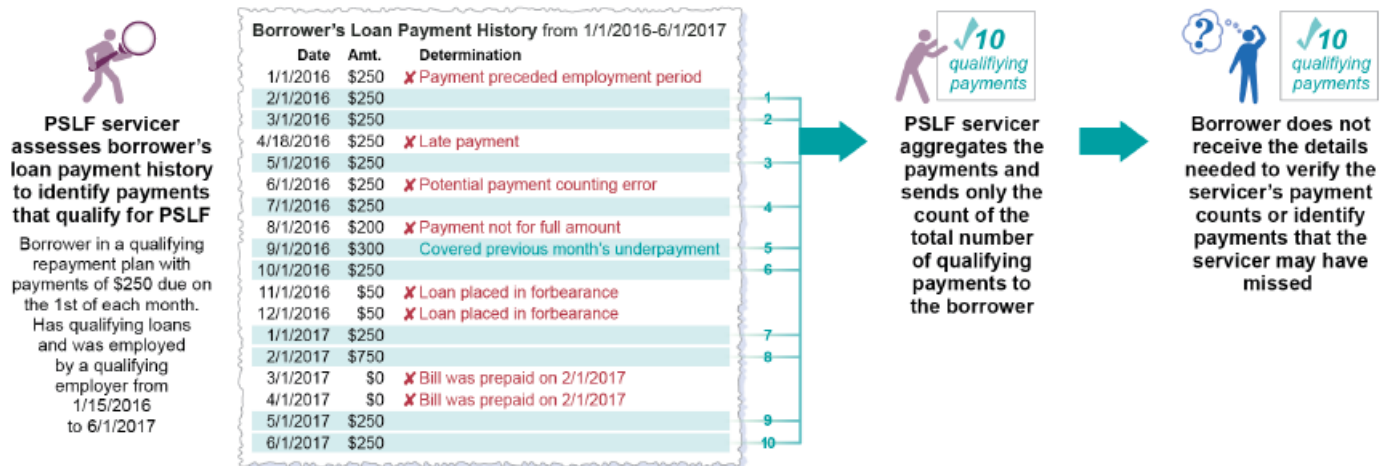 PSLF servicer
assesses borrower's
loan payment history
to identify payments
that qualify for PSLF
Borrower in a qualifying
repayment plan with
payments of $250 due on
the 1st of each month.
Has qualifying loans
and was employed
by a qualifying
employer from
1/15/2016
to 6/1/2017
Borrower's Loan Payment History from 1/1/2016-6/1/2017
Date Amt. Determination
1/1/2016 $250 ✘ Payment preceded employment period
2/1/2016 $250 1
3/1/2016 $250 2
4/18/2016 $250 ✘ Late payment
5/1/2016 $250 3
6/1/2016 $250 ✘ Potential payment counting error
7/1/2016 $250 4
8/1/2016 $200 ✘ Payment not for full amount
9/1/2016 $300 Covered previous month's underpayment 5
10/1/2016 $250 6
11/1/2016 $50 ✘ Loan placed in forbearance
12/1/2016 $50 ✘ Loan placed in forbearance
1/1/2017 $250 7
2/1/2017 $750 8
3/1/2017 $0 ✘ Bill was prepaid on 2/1/2017
4/1/2017 $0 ✘ Bill was prepaid on 2/1/2017
5/1/2017 $250 9
6/1/2017 $250 10
✓10
qualifiying
payments
PSLF servicer
aggregates the
payments and
sends only the
count of the
total number
of qualifying
payments to
the borrower
?
✓10
qualifiying
payments
Borrower does not
receive the details
needed to verify the
servicer's payment
counts or identify
payments that the
servicer may have
missed